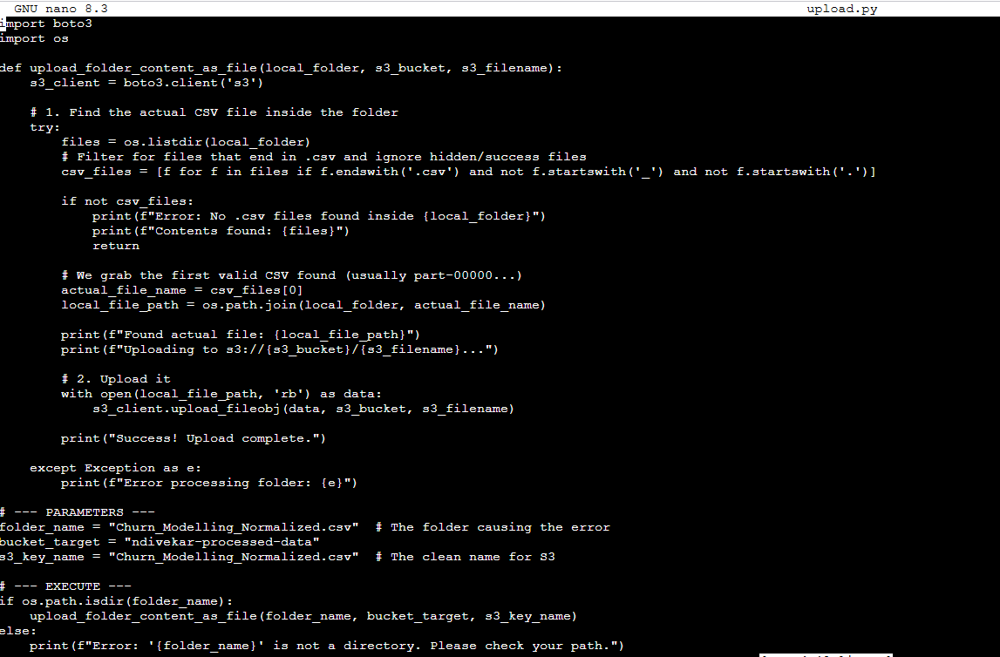 GNU nano 8.3 upload.py
import boto3
import os
def upload_folder_content_as_file(local_folder, s3_bucket, s3_filename):
    s3_client = boto3.client('s3')
    # 1. Find the actual CSV file inside the folder
    try:
        files = os.listdir(local_folder)
        # Filter for files that end in .csv and ignore hidden/success files
        csv_files = [f for f in files if f.endswith('.csv') and not f.startswith('_') and not f.startswith('.')]
        if not csv_files:
            print(f"Error: No .csv files found inside {local_folder}")
            print(f"Contents found: {files}")
            return
        # We grab the first valid CSV found (usually part-00000...)
        actual_file_name = csv_files[0]
        local_file_path = os.path.join(local_folder, actual_file_name)
        print(f"Found actual file: {local_file_path}")
        print(f"Uploading to s3://{s3_bucket}/{s3_filename}...")
        # 2. Upload it
        with open(local_file_path, 'rb') as data:
            s3_client.upload_fileobj(data, s3_bucket, s3_filename)
        print("Success! Upload complete.")
    except Exception as e:
        print(f"Error processing folder: {e}")
# --- PARAMETERS ---
folder_name = "Churn_Modelling_Normalized.csv"  # The folder causing the error
bucket_target = "ndivekar-processed-data"
s3_key_name = "Churn_Modelling_Normalized.csv"  # The clean name for S3
# --- EXECUTE ---
if os.path.isdir(folder_name):
    upload_folder_content_as_file(folder_name, bucket_target, s3_key_name)
else:
    print(f"Error: '{folder_name}' is not a directory. Please check your path.")